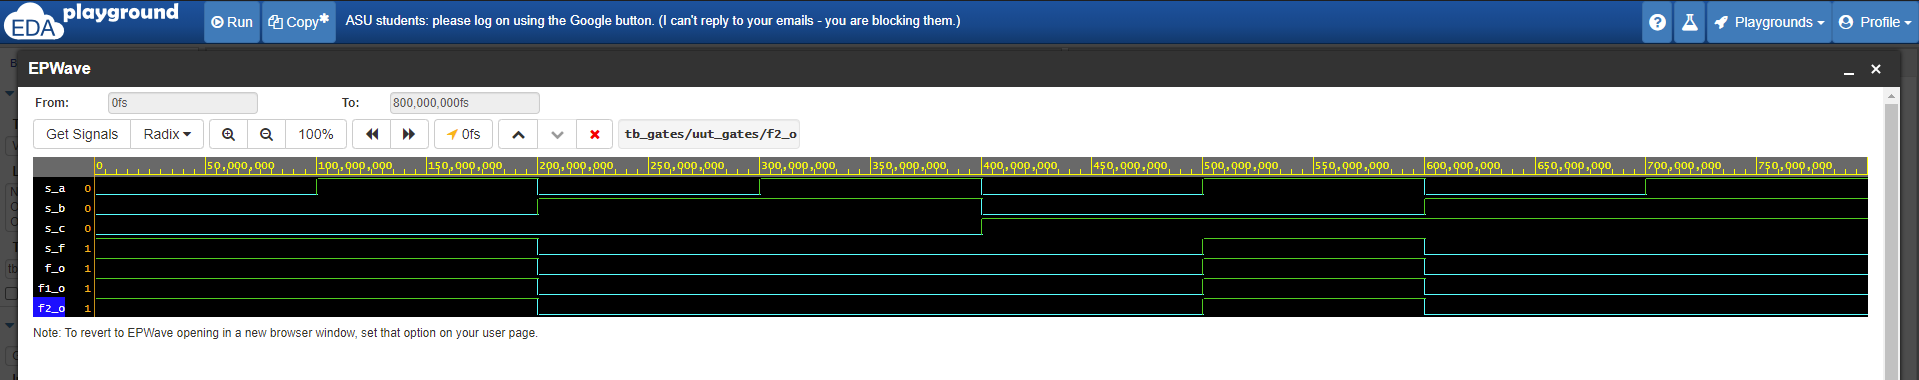 EDA playground Run Copy* ASU students: please log on using the Google button. (I can't reply to your emails - you are blocking them.) ? Playgrounds Profile
EPWave
From: 0fs To: 800,000,000fs
Get Signals Radix 100% 0fs tb_gates/uut_gates/f2_o
0 50,000,000 100,000,000 150,000,000 200,000,000 250,000,000 300,000,000 350,000,000 400,000,000 450,000,000 500,000,000 550,000,000 600,000,000 650,000,000 700,000,000 750,000,000
s_a 0
s_b 0
s_c 0
s_f 1
f_o 1
f1_o 1
f2_o 1
Note: To revert to EPWave opening in a new browser window, set that option on your user page.